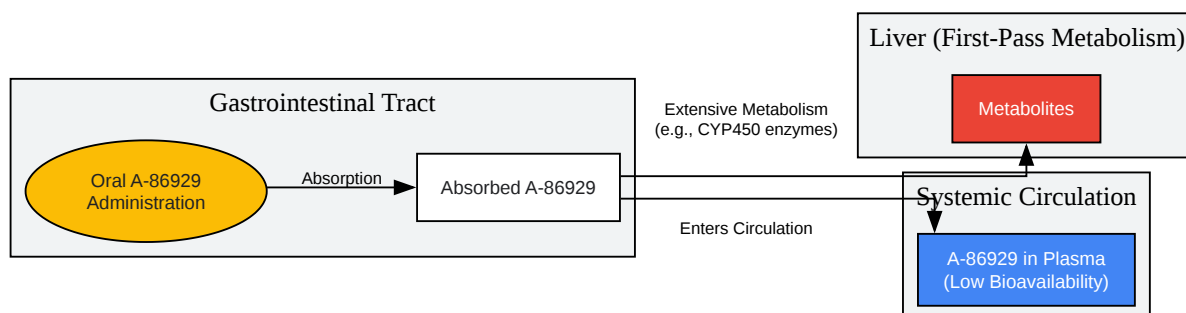 Liver (First-Pass Metabolism)
Metabolites
Gastrointestinal Tract
Extensive Metabolism
(e.g., CYP450 enzymes)
Oral A-86929
Administration
Absorption
Absorbed A-86929
Enters Circulation
Systemic Circulation
A-86929 in Plasma
(Low Bioavailability)